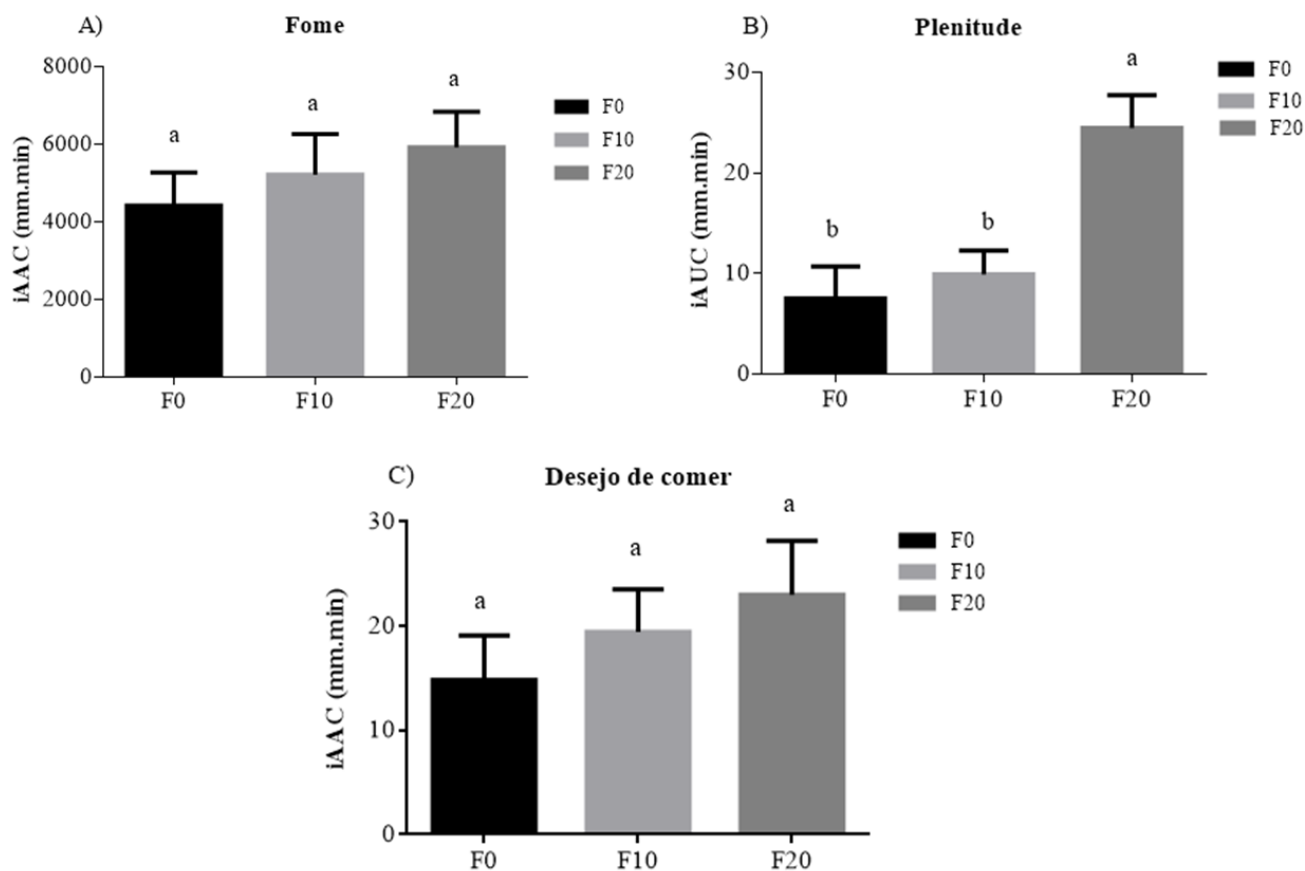 A)
Fome
8000
6000
4000
2000
0
iAAC (mm.min)
a
a
a
F0
F10
F20
F0
F10
F20
B)
Plenitude
30
20
10
0
iAUC (mm.min)
b
b
a
F0
F10
F20
F0
F10
F20
C)
Desejo de comer
30
20
10
0
iAAC (mm.min)
a
a
a
F0
F10
F20
F0
F10
F20